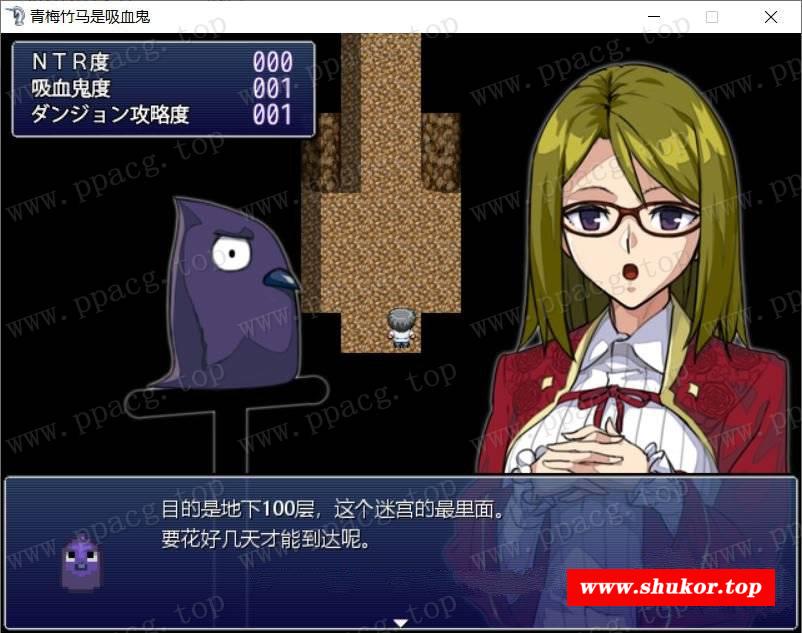 青梅竹马是吸血鬼
NTR度 000
吸血鬼度 001
ダンジョン攻略度 001
目的是地下100层，这个迷宫的最里面。
要花好几天才能到达呢。
www.shukor.top
www.ppacg.top